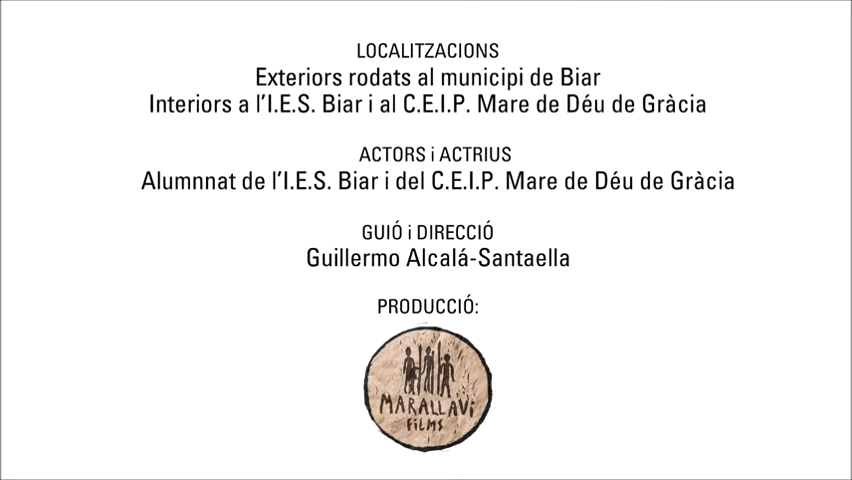 LOCALITZACIONS
Exteriors rodats al municipi de Biar
Interiors a l'I.E.S. Biar i al C.E.I.P. Mare de Déu de Gràcia
ACTORS i ACTRIUS
Alumnnat de l'I.E.S. Biar i del C.E.I.P. Mare de Déu de Gràcia
GUIÓ i DIRECCIÓ
Guillermo Alcalá-Santaella
PRODUCCIÓ:
MARALLAVi
FiLMS